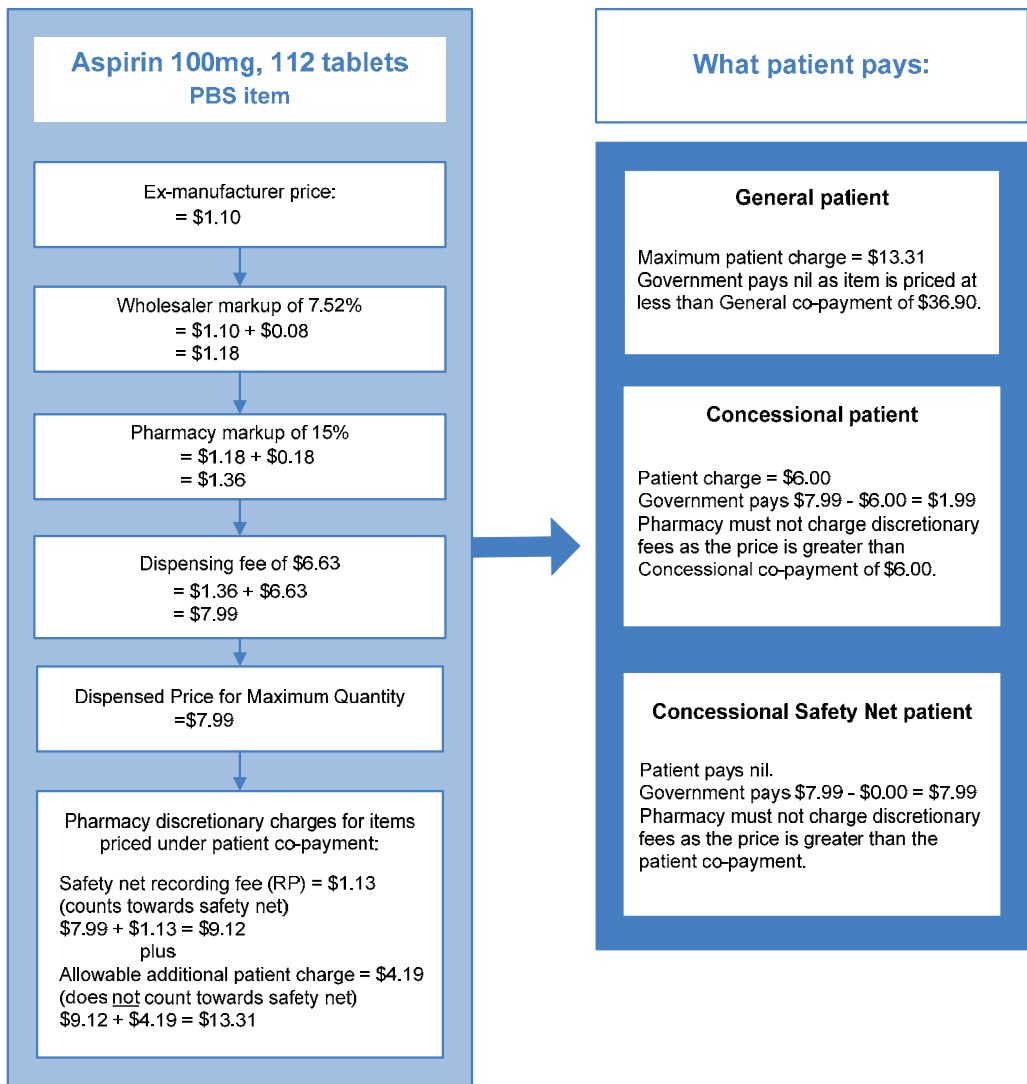 Aspirin 100mg, 112 tablets
PBS item
Ex-manufacturer price:
= $1.10
Wholesaler markup of 7.52%
= $1.10 + $0.08
= $1.18
Pharmacy markup of 15%
= $1.18 + $0.18
= $1.36
Dispensing fee of $6.63
= $1.36 + $6.63
= $7.99
Dispensed Price for Maximum Quantity
=$7.99
Pharmacy discretionary charges for items
priced under patient co-payment:
Safety net recording fee (RP) = $1.13
(counts towards safety net)
$7.99 + $1.13 = $9.12
plus
Allowable additional patient charge = $4.19
(does not count towards safety net)
$9.12 + $4.19 = $13.31
What patient pays:
General patient
Maximum patient charge = $13.31
Government pays nil as item is priced at
less than General co-payment of $36.90.
Concessional patient
Patient charge = $6.00
Government pays $7.99 - $6.00 = $1.99
Pharmacy must not charge discretionary
fees as the price is greater than
Concessional co-payment of $6.00.
Concessional Safety Net patient
Patient pays nil.
Government pays $7.99 - $0.00 = $7.99
Pharmacy must not charge discretionary
fees as the price is greater than the
patient co-payment.